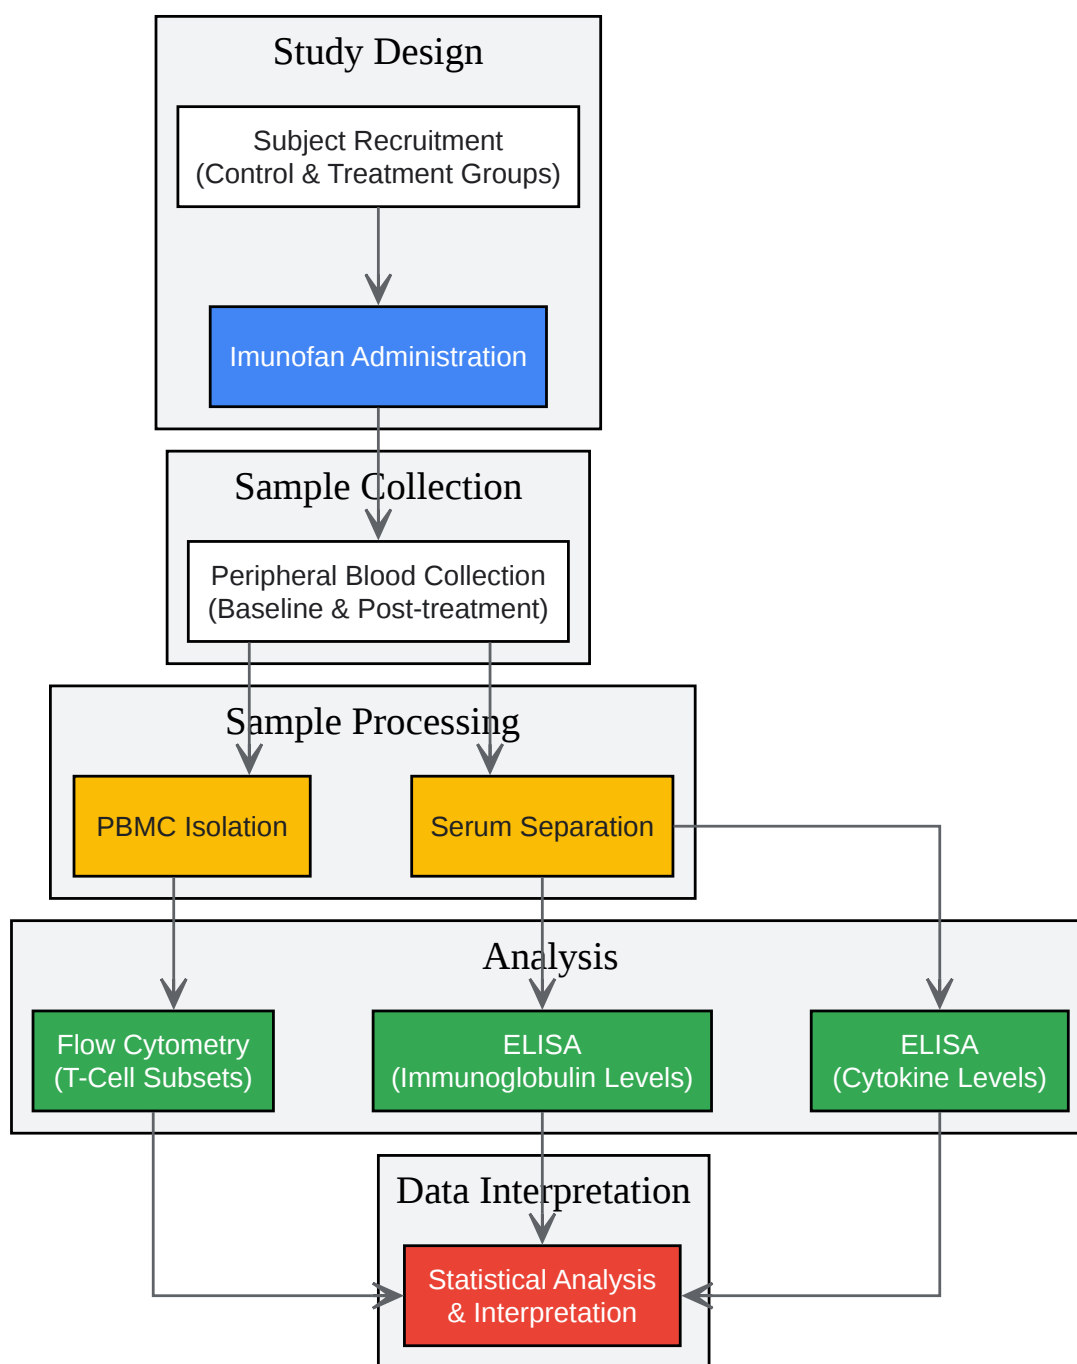 Study Design
Subject Recruitment
(Control & Treatment Groups)
Imunofan Administration
Sample Collection
Peripheral Blood Collection
(Baseline & Post-treatment)
Sample Processing
PBMC Isolation
Serum Separation
Analysis
Flow Cytometry
(T-Cell Subsets)
ELISA
(Immunoglobulin Levels)
ELISA
(Cytokine Levels)
Data Interpretation
Statistical Analysis
& Interpretation